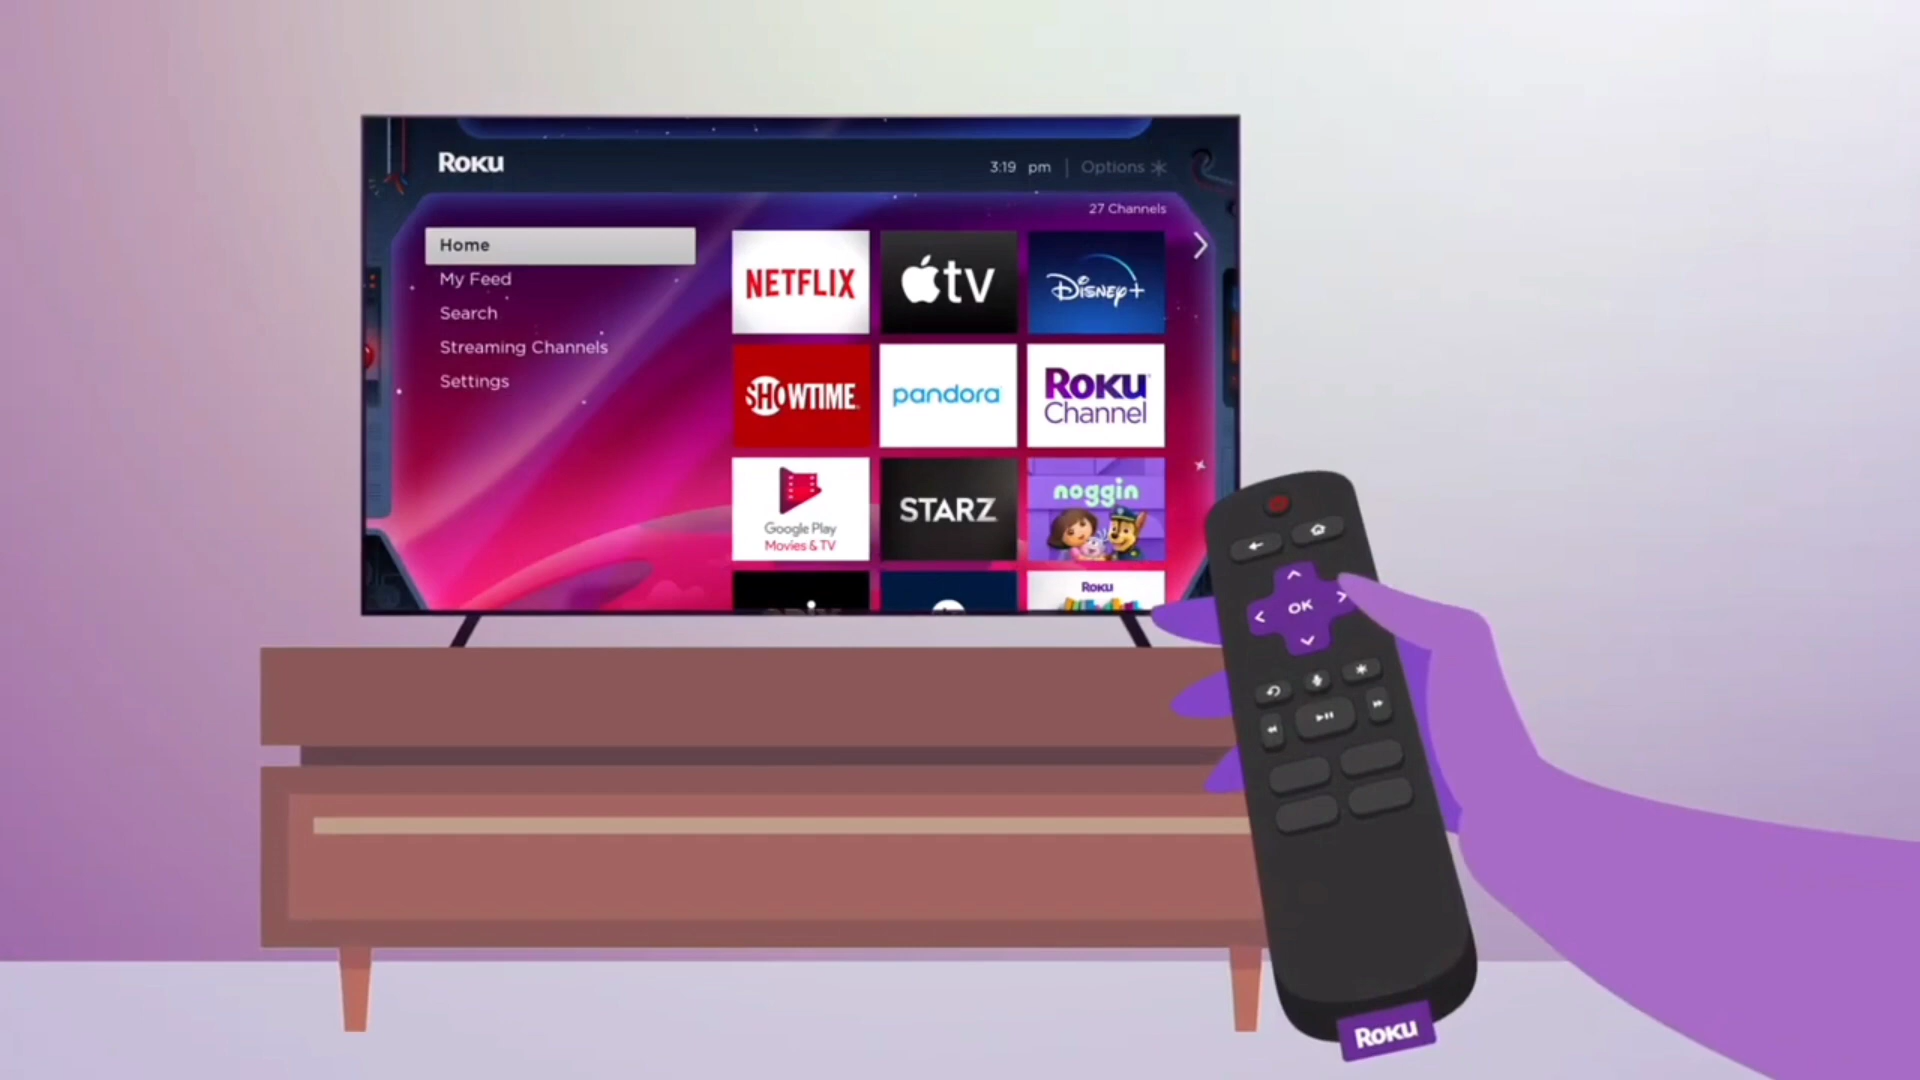 Roku
3:19 pm | Options
27 Channels
Home
My Feed
Search
Streaming Channels
Settings
NETFLIX
tv
Disney+
SHOWTIME
pandora
Roku
Channel
Google Play
Movies & TV
STARZ
noggin
Roku
OK
Roku